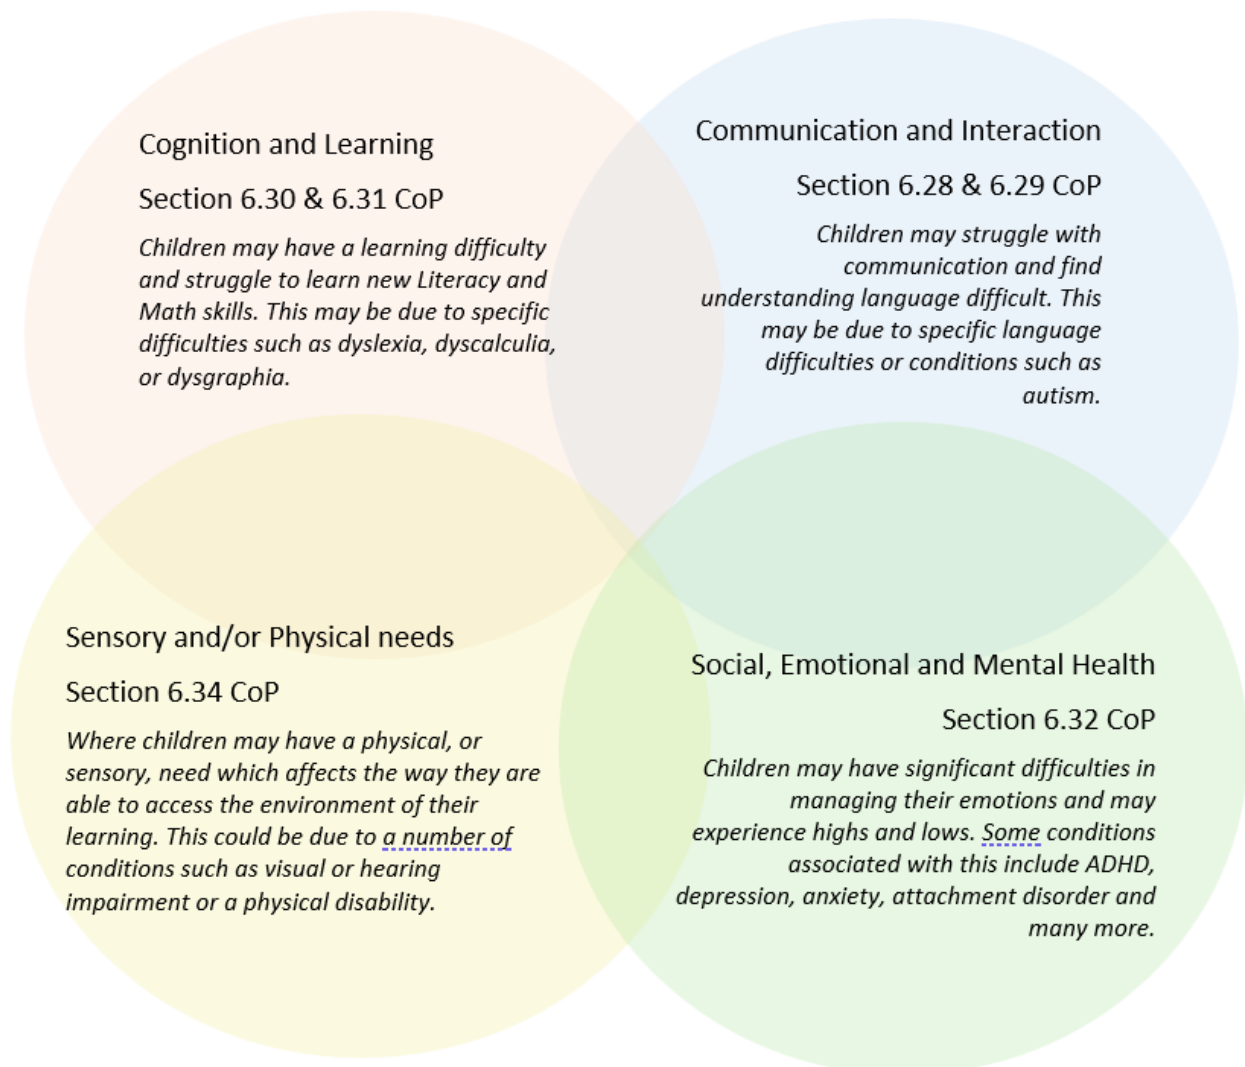 Cognition and Learning
Section 6.30 & 6.31 CoP
Children may have a learning difficulty
and struggle to learn new Literacy and
Math skills. This may be due to specific
difficulties such as dyslexia, dyscalculia,
or dysgraphia.
Communication and Interaction
Section 6.28 & 6.29 CoP
Children may struggle with
communication and find
understanding language difficult. This
may be due to specific language
difficulties or conditions such as
autism.
Sensory and/or Physical needs
Section 6.34 CoP
Where children may have a physical, or
sensory, need which affects the way they are
able to access the environment of their
learning. This could be due to a number of
conditions such as visual or hearing
impairment or a physical disability.
Social, Emotional and Mental Health
Section 6.32 CoP
Children may have significant difficulties in
managing their emotions and may
experience highs and lows. Some conditions
associated with this include ADHD,
depression, anxiety, attachment disorder and
many more.